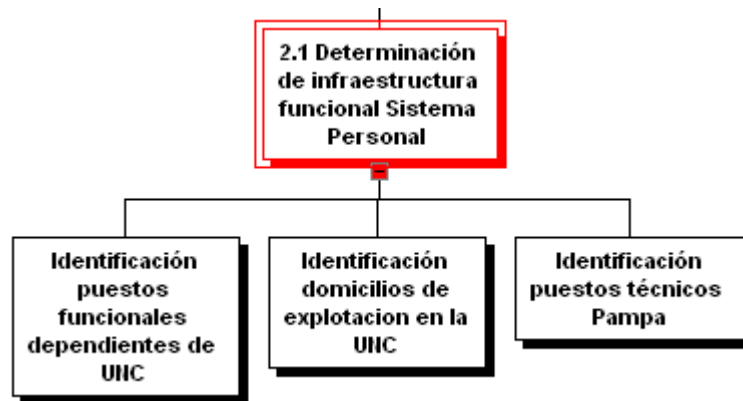 2.1 Determinación
de infraestructura
funcional Sistema
Personal
Identificación
puestos
funcionales
dependientes de
UNC
Identificación
domicilios de
explotacion en la
UNC
Identificación
puestos técnicos
Pampa